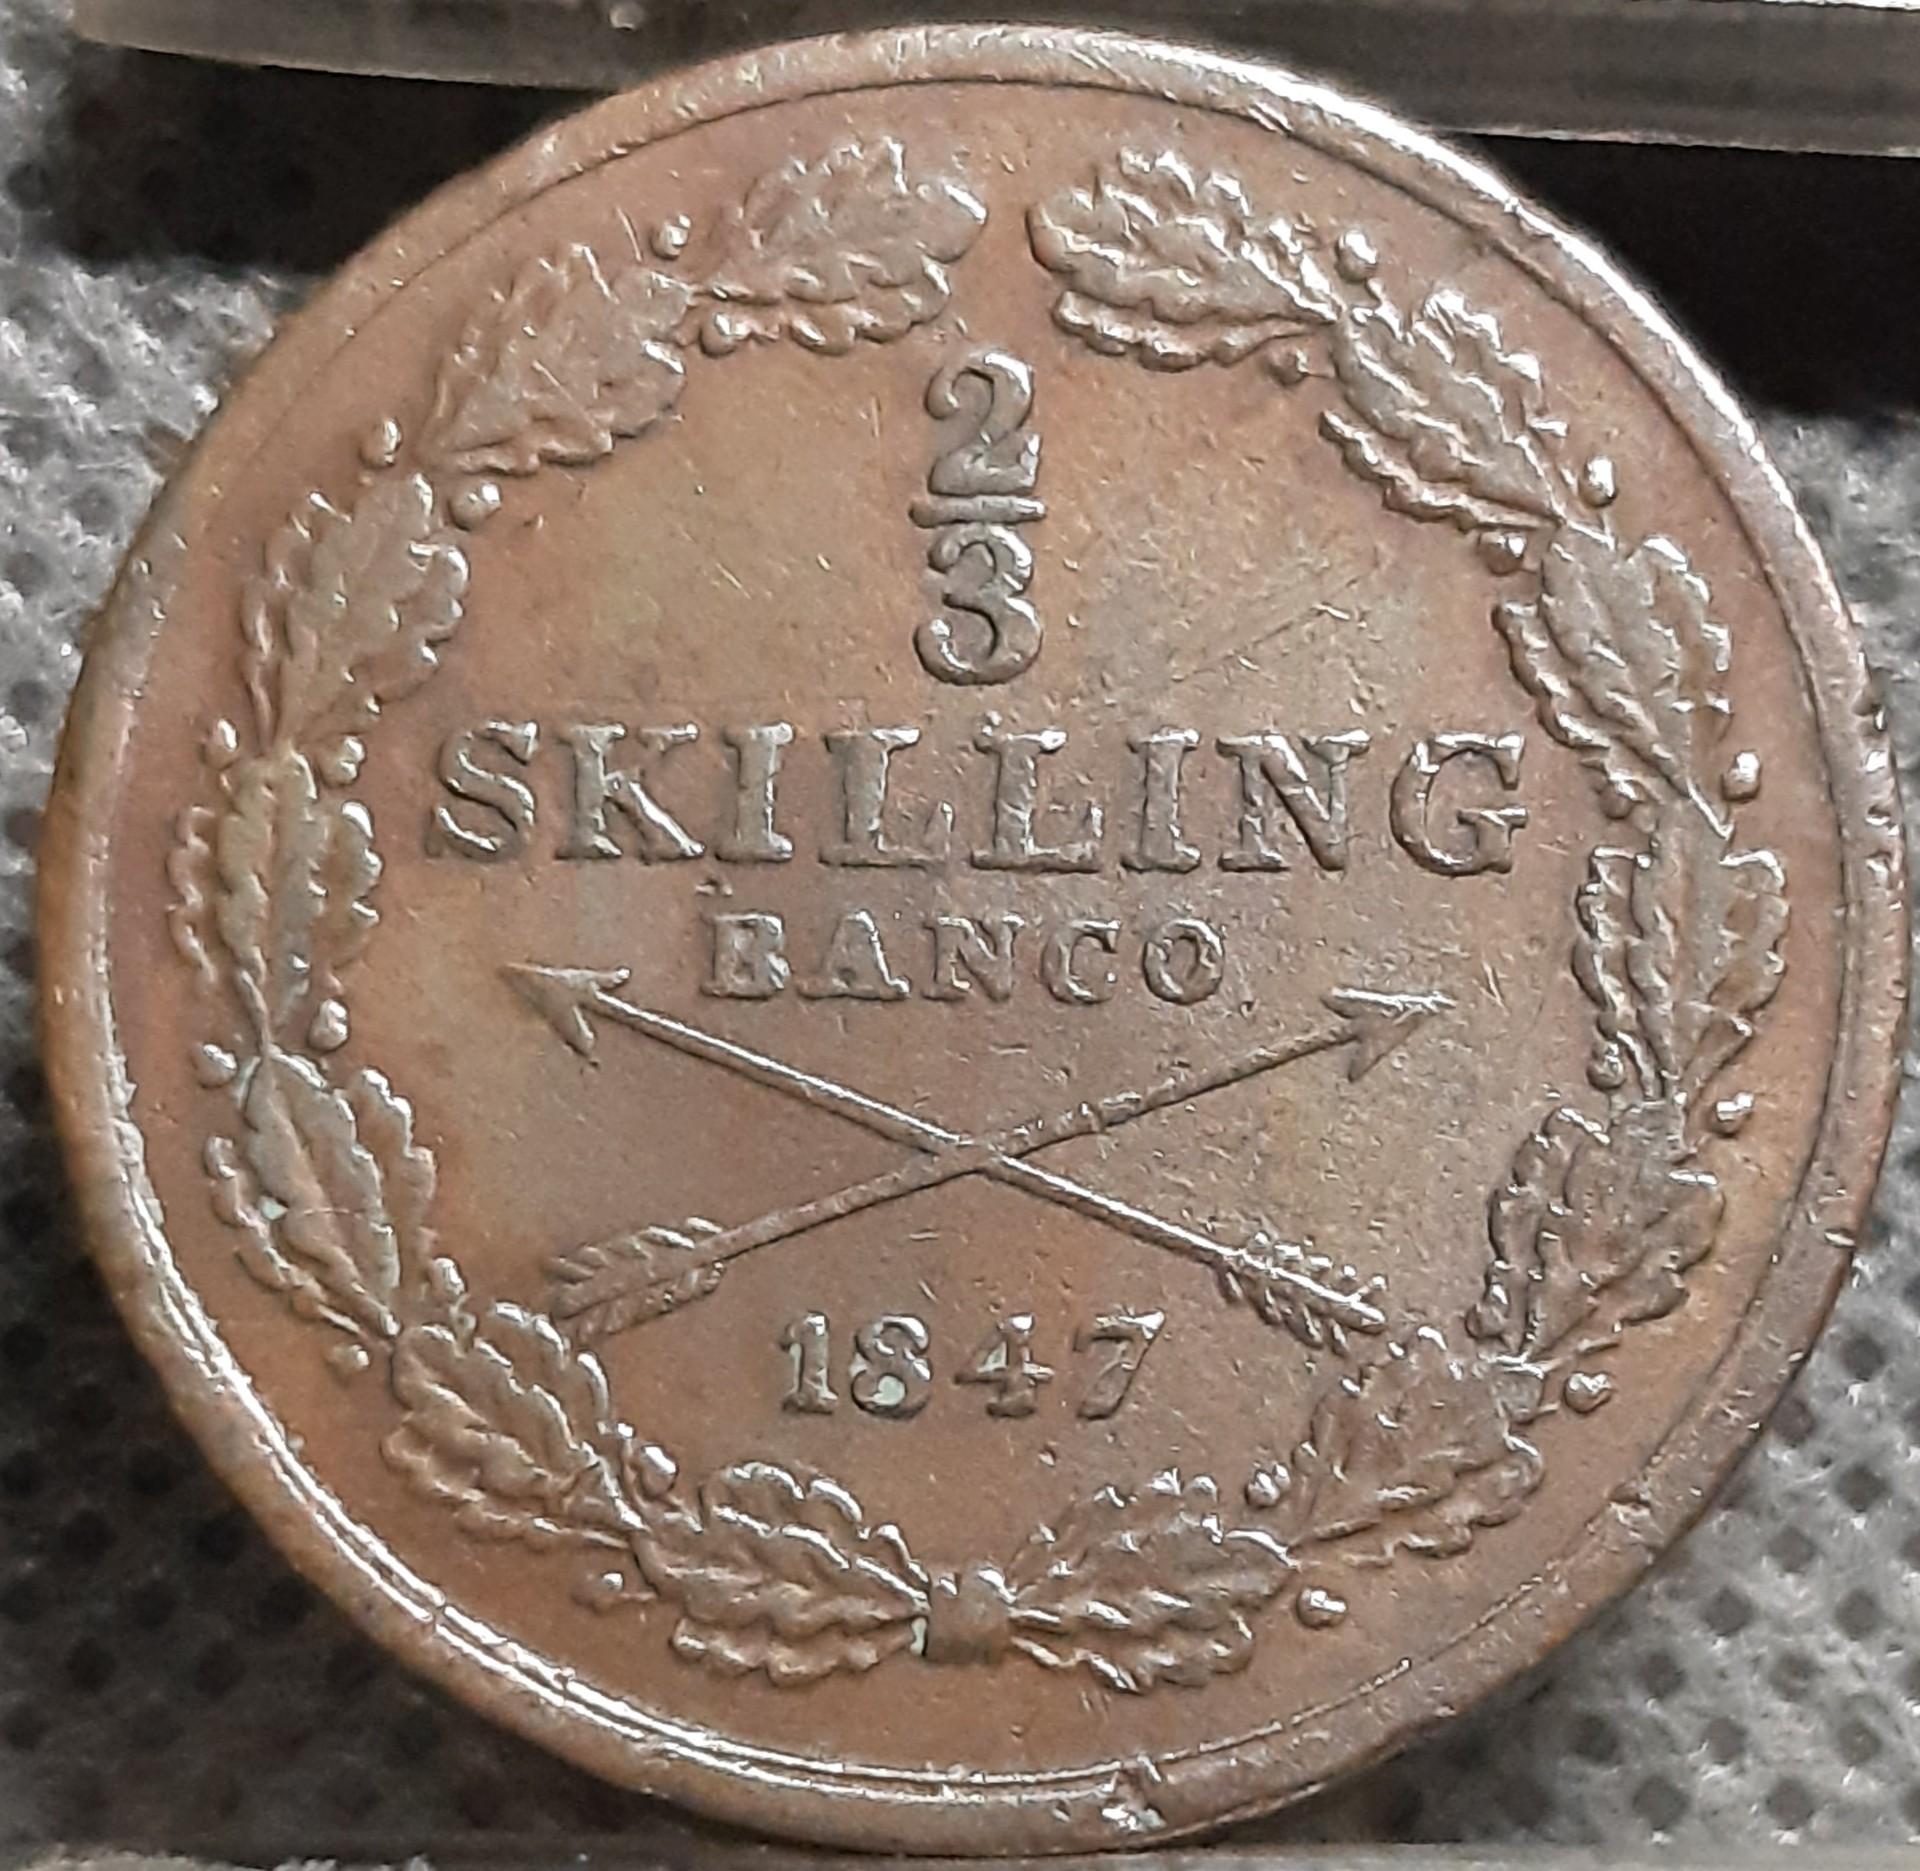 2/3
SKILLING
BANCO
1847